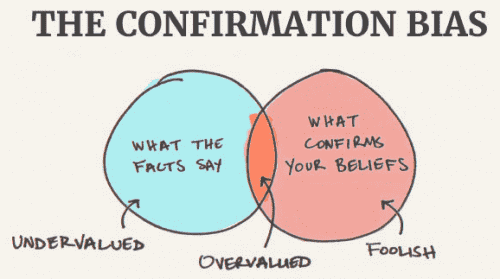 THE CONFIRMATION BIAS
WHAT THE
FACTS SAY
WHAT
CONFIRMS
YOUR BELIEFS
UNDERVALUED
OVERVALUED
FOOLISH